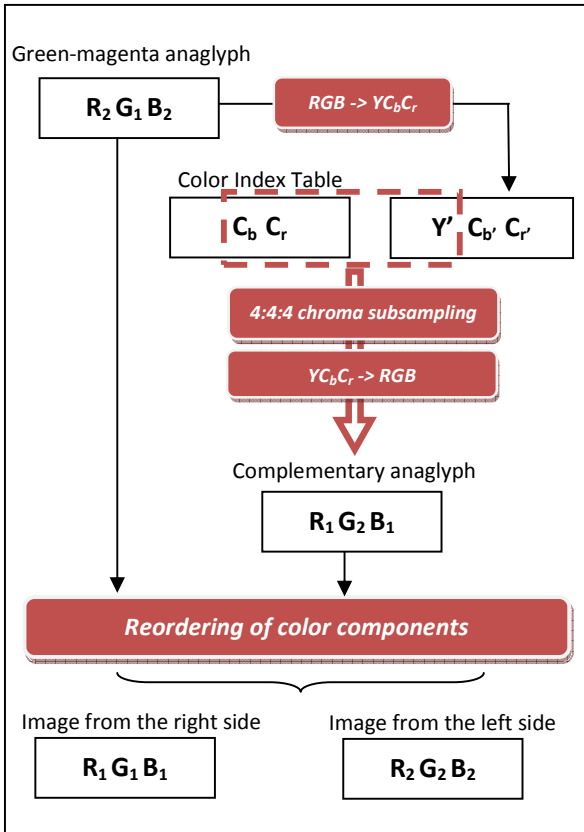 Green-magenta anaglyph
R₂ G₁ B₂
RGB -> YCbCr
Color Index Table
Cb Cr
Y' Cb' Cr'
4:4:4 chroma subsampling
YCbCr -> RGB
Complementary anaglyph
R₁ G₂ B₁
Reordering of color components
Image from the right side
Image from the left side
R₁ G₁ B₁
R₂ G₂ B₂